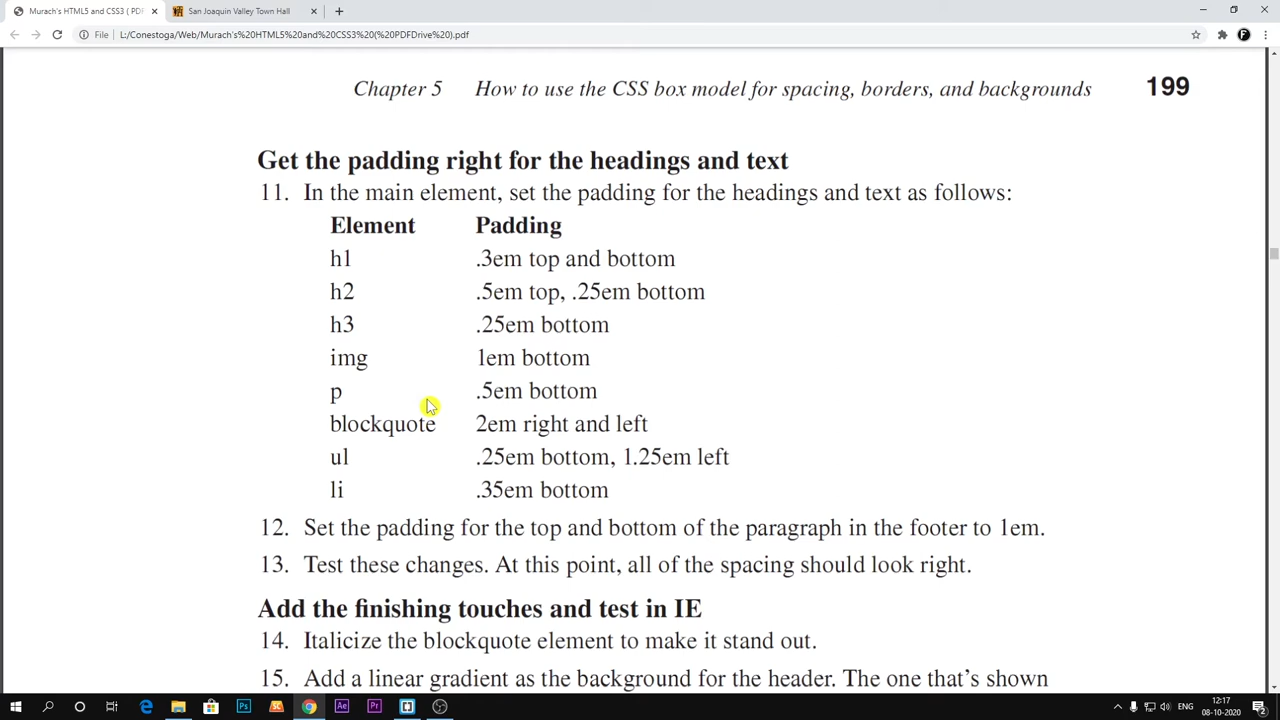 Murach's HTML5 and CSS3 ( PD
San Joaquin Valley Town Hall
File
L:/Conestoga/Web/Murach's%20HTML5%20and%20CSS3%20(%20PDFDrive%20).pdf
Chapter 5 How to use the CSS box model for spacing, borders, and backgrounds 199
Get the padding right for the headings and text
11. In the main element, set the padding for the headings and text as follows:
Element Padding
h1 .3em top and bottom
h2 .5em top, .25em bottom
h3 .25em bottom
img 1em bottom
p .5em bottom
blockquote 2em right and left
ul .25em bottom, 1.25em left
li .35em bottom
12. Set the padding for the top and bottom of the paragraph in the footer to 1em.
13. Test these changes. At this point, all of the spacing should look right.
Add the finishing touches and test in IE
14. Italicize the blockquote element to make it stand out.
15. Add a linear gradient as the background for the header. The one that's shown
Ps
Ae
Pr
ENG
12:17
08-10-2020
2